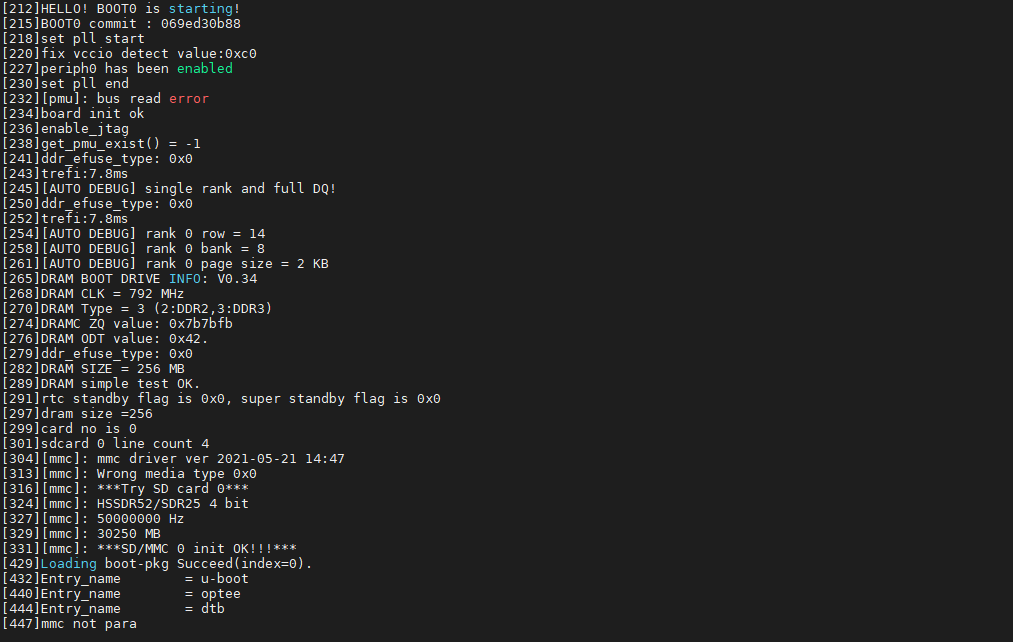 [212]HELLO! BOOT0 is starting!
[215]BOOT0 commit : 069ed30b88
[218]set pll start
[220]fix vccio detect value:0xc0
[227]periph0 has been enabled
[230]set pll end
[232][pmu]: bus read error
[234]board init ok
[236]enable_jtag
[238]get_pmu_exist() = -1
[241]ddr_efuse_type: 0x0
[243]trefi:7.8ms
[245][AUTO DEBUG] single rank and full DQ!
[250]ddr_efuse_type: 0x0
[252]trefi:7.8ms
[254][AUTO DEBUG] rank 0 row = 14
[258][AUTO DEBUG] rank 0 bank = 8
[261][AUTO DEBUG] rank 0 page size = 2 KB
[265]DRAM BOOT DRIVE INFO: V0.34
[268]DRAM CLK = 792 MHz
[270]DRAM Type = 3 (2:DDR2,3:DDR3)
[274]DRAMC ZQ value: 0x7b7bfb
[276]DRAM ODT value: 0x42.
[279]ddr_efuse_type: 0x0
[282]DRAM SIZE = 256 MB
[289]DRAM simple test OK.
[291]rtc standby flag is 0x0, super standby flag is 0x0
[297]dram size =256
[299]card no is 0
[301]sdcard 0 line count 4
[304][mmc]: mmc driver ver 2021-05-21 14:47
[313][mmc]: Wrong media type 0x0
[316][mmc]: ***Try SD card 0***
[324][mmc]: HSSDR52/SDR25 4 bit
[327][mmc]: 50000000 Hz
[329][mmc]: 30250 MB
[331][mmc]: ***SD/MMC 0 init OK!!!***
[429]Loading boot-pkg Succeed(index=0).
[432]Entry_name        = u-boot
[440]Entry_name        = optee
[444]Entry_name        = dtb
[447]mmc not para